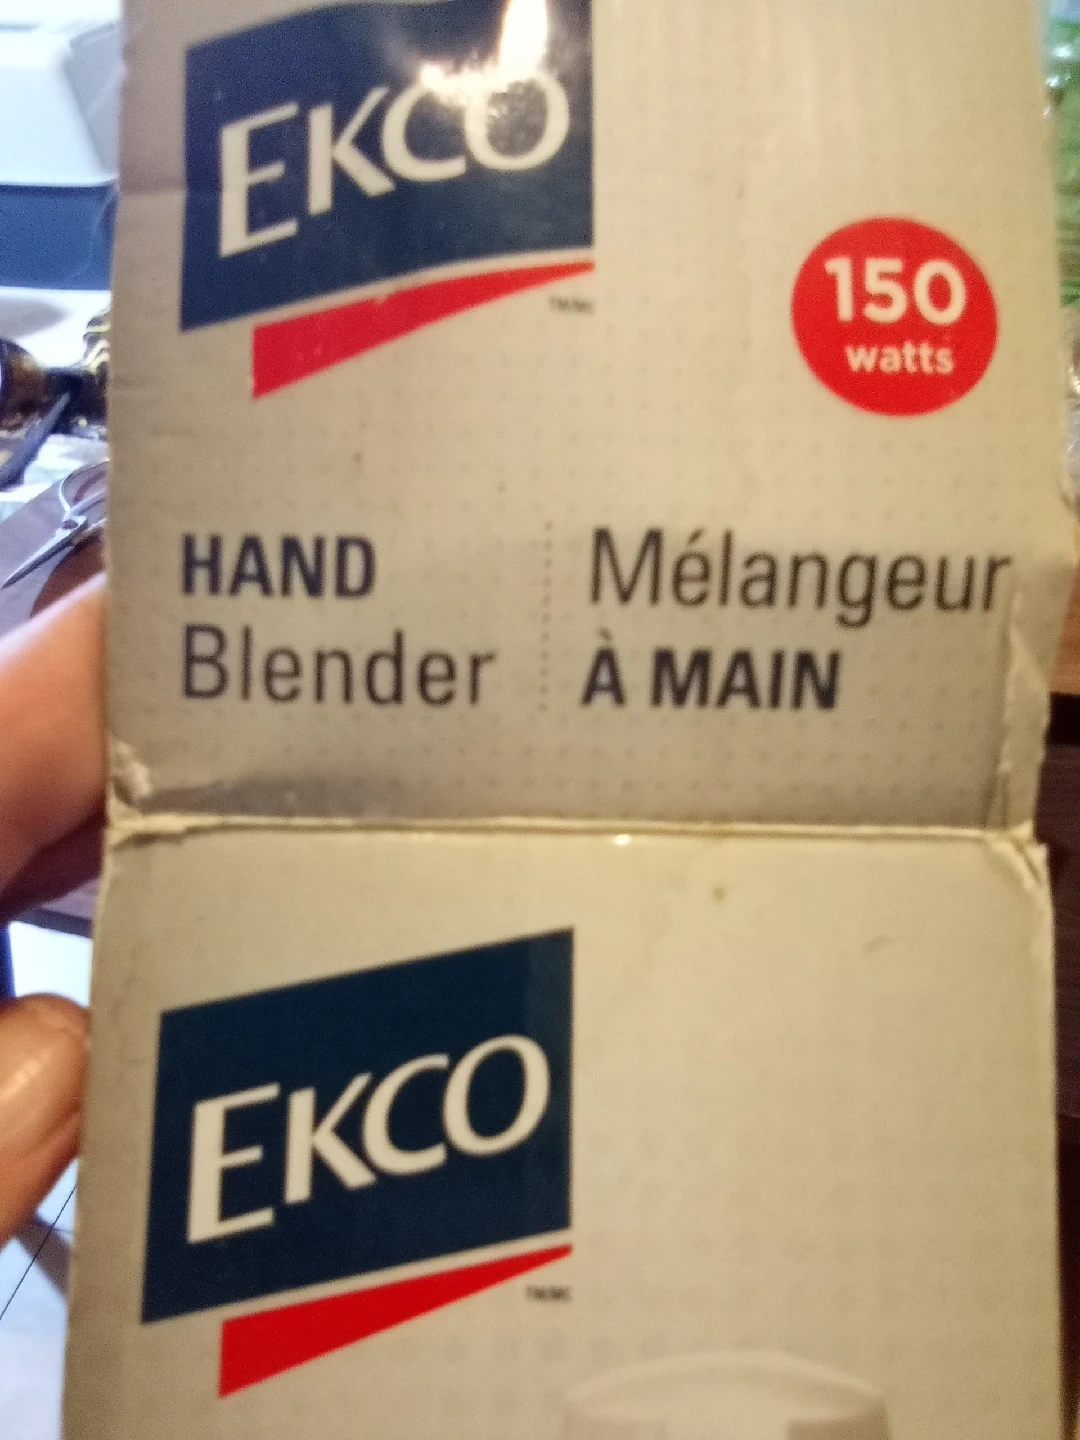 EKCO
150
watts
HAND
Blender
Mélangeur
À MAIN
EKCO